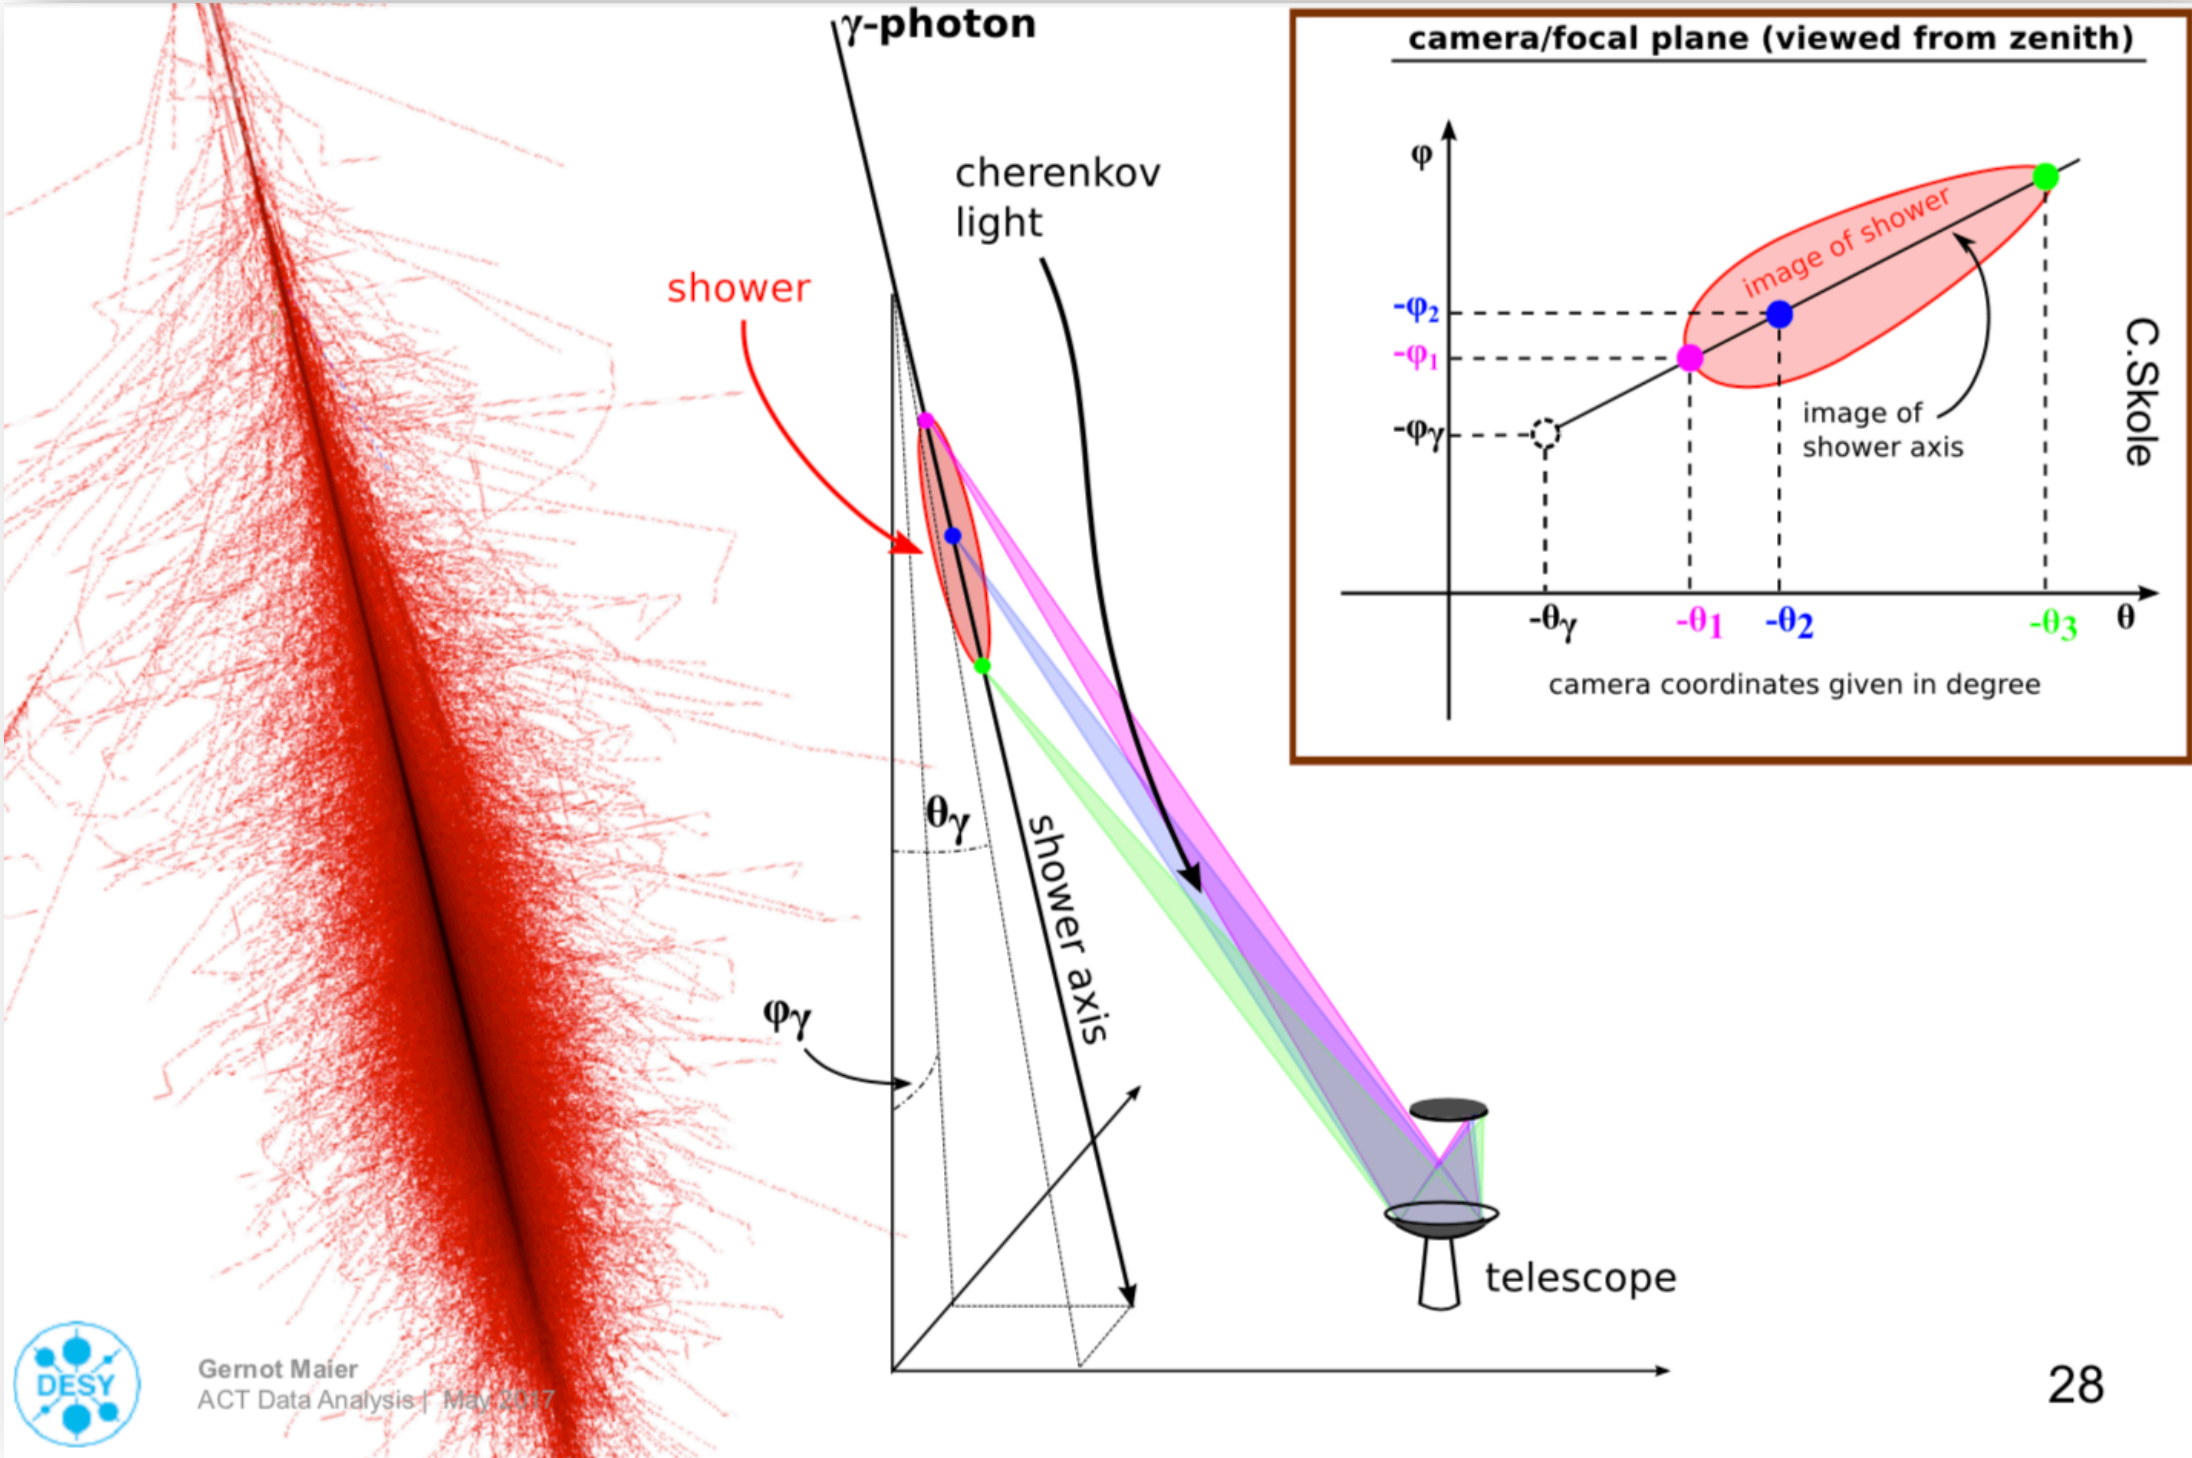 γ-photon
cherenkov
light
shower
θγ
shower axis
φγ
telescope
camera/focal plane (viewed from zenith)
φ
image of shower
-φ2
-φ1
-φγ
image of
shower axis
-θγ
-θ1
-θ2
-θ3
θ
camera coordinates given in degree
C.Skole
DESY
Gernot Maier
ACT Data Analysis | May 2017
28